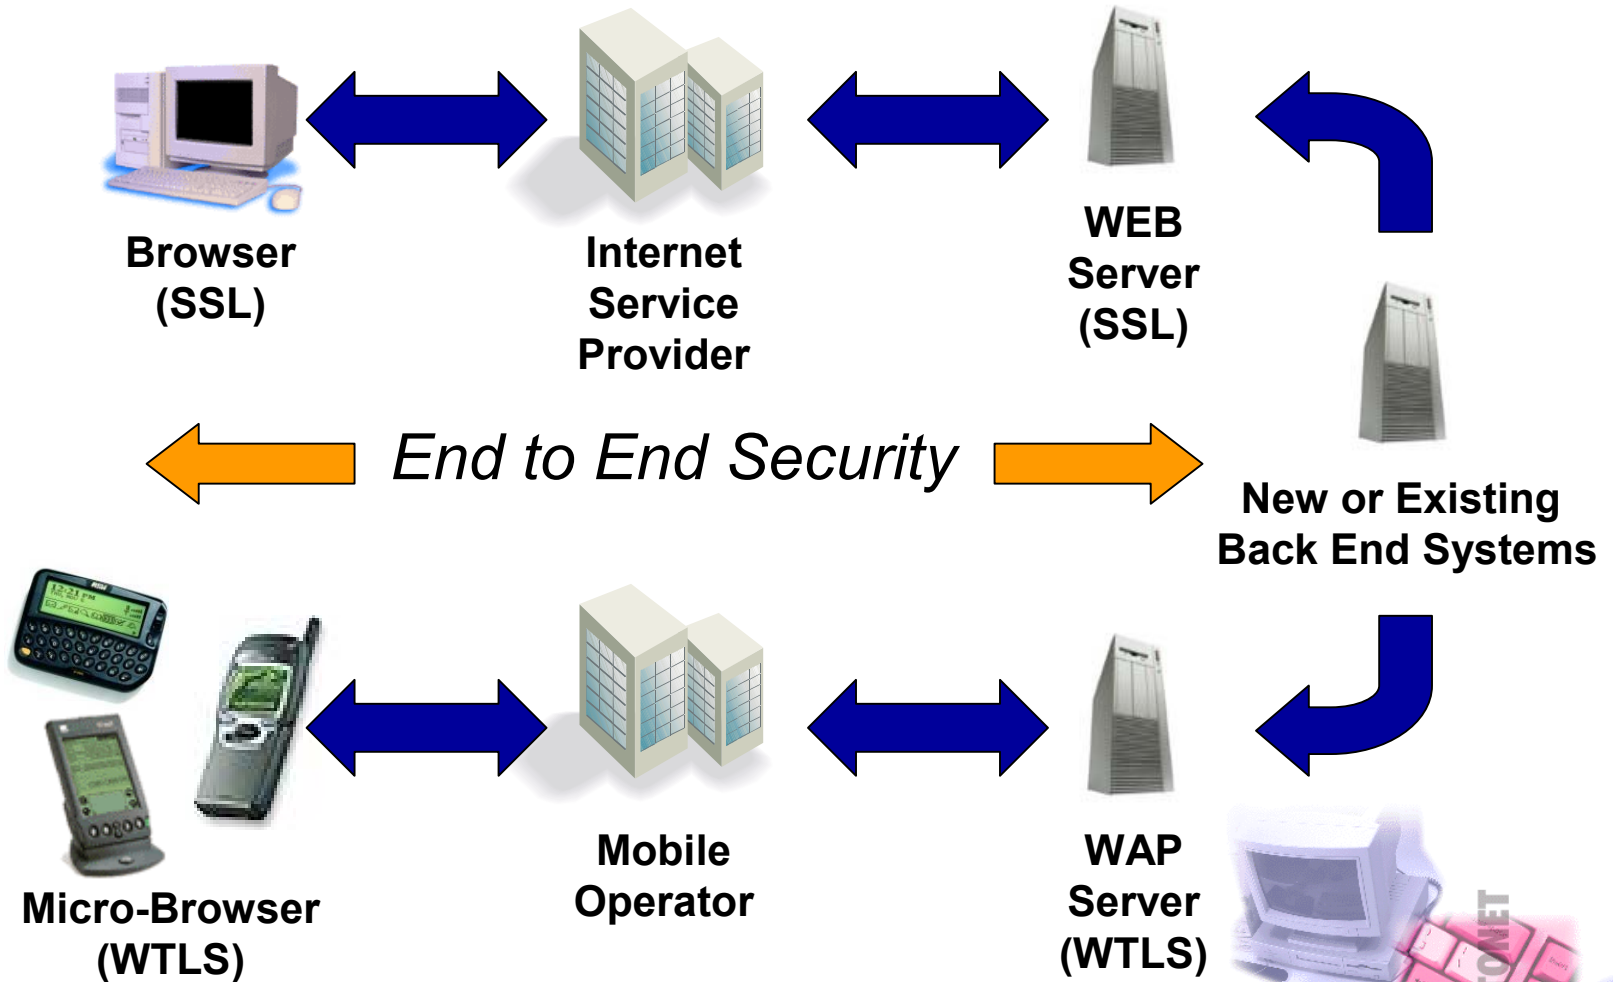 Browser
(SSL)
Internet
Service
Provider
WEB
Server
(SSL)
End to End Security
New or Existing
Back End Systems
Micro-Browser
(WTLS)
Mobile
Operator
WAP
Server
(WTLS)